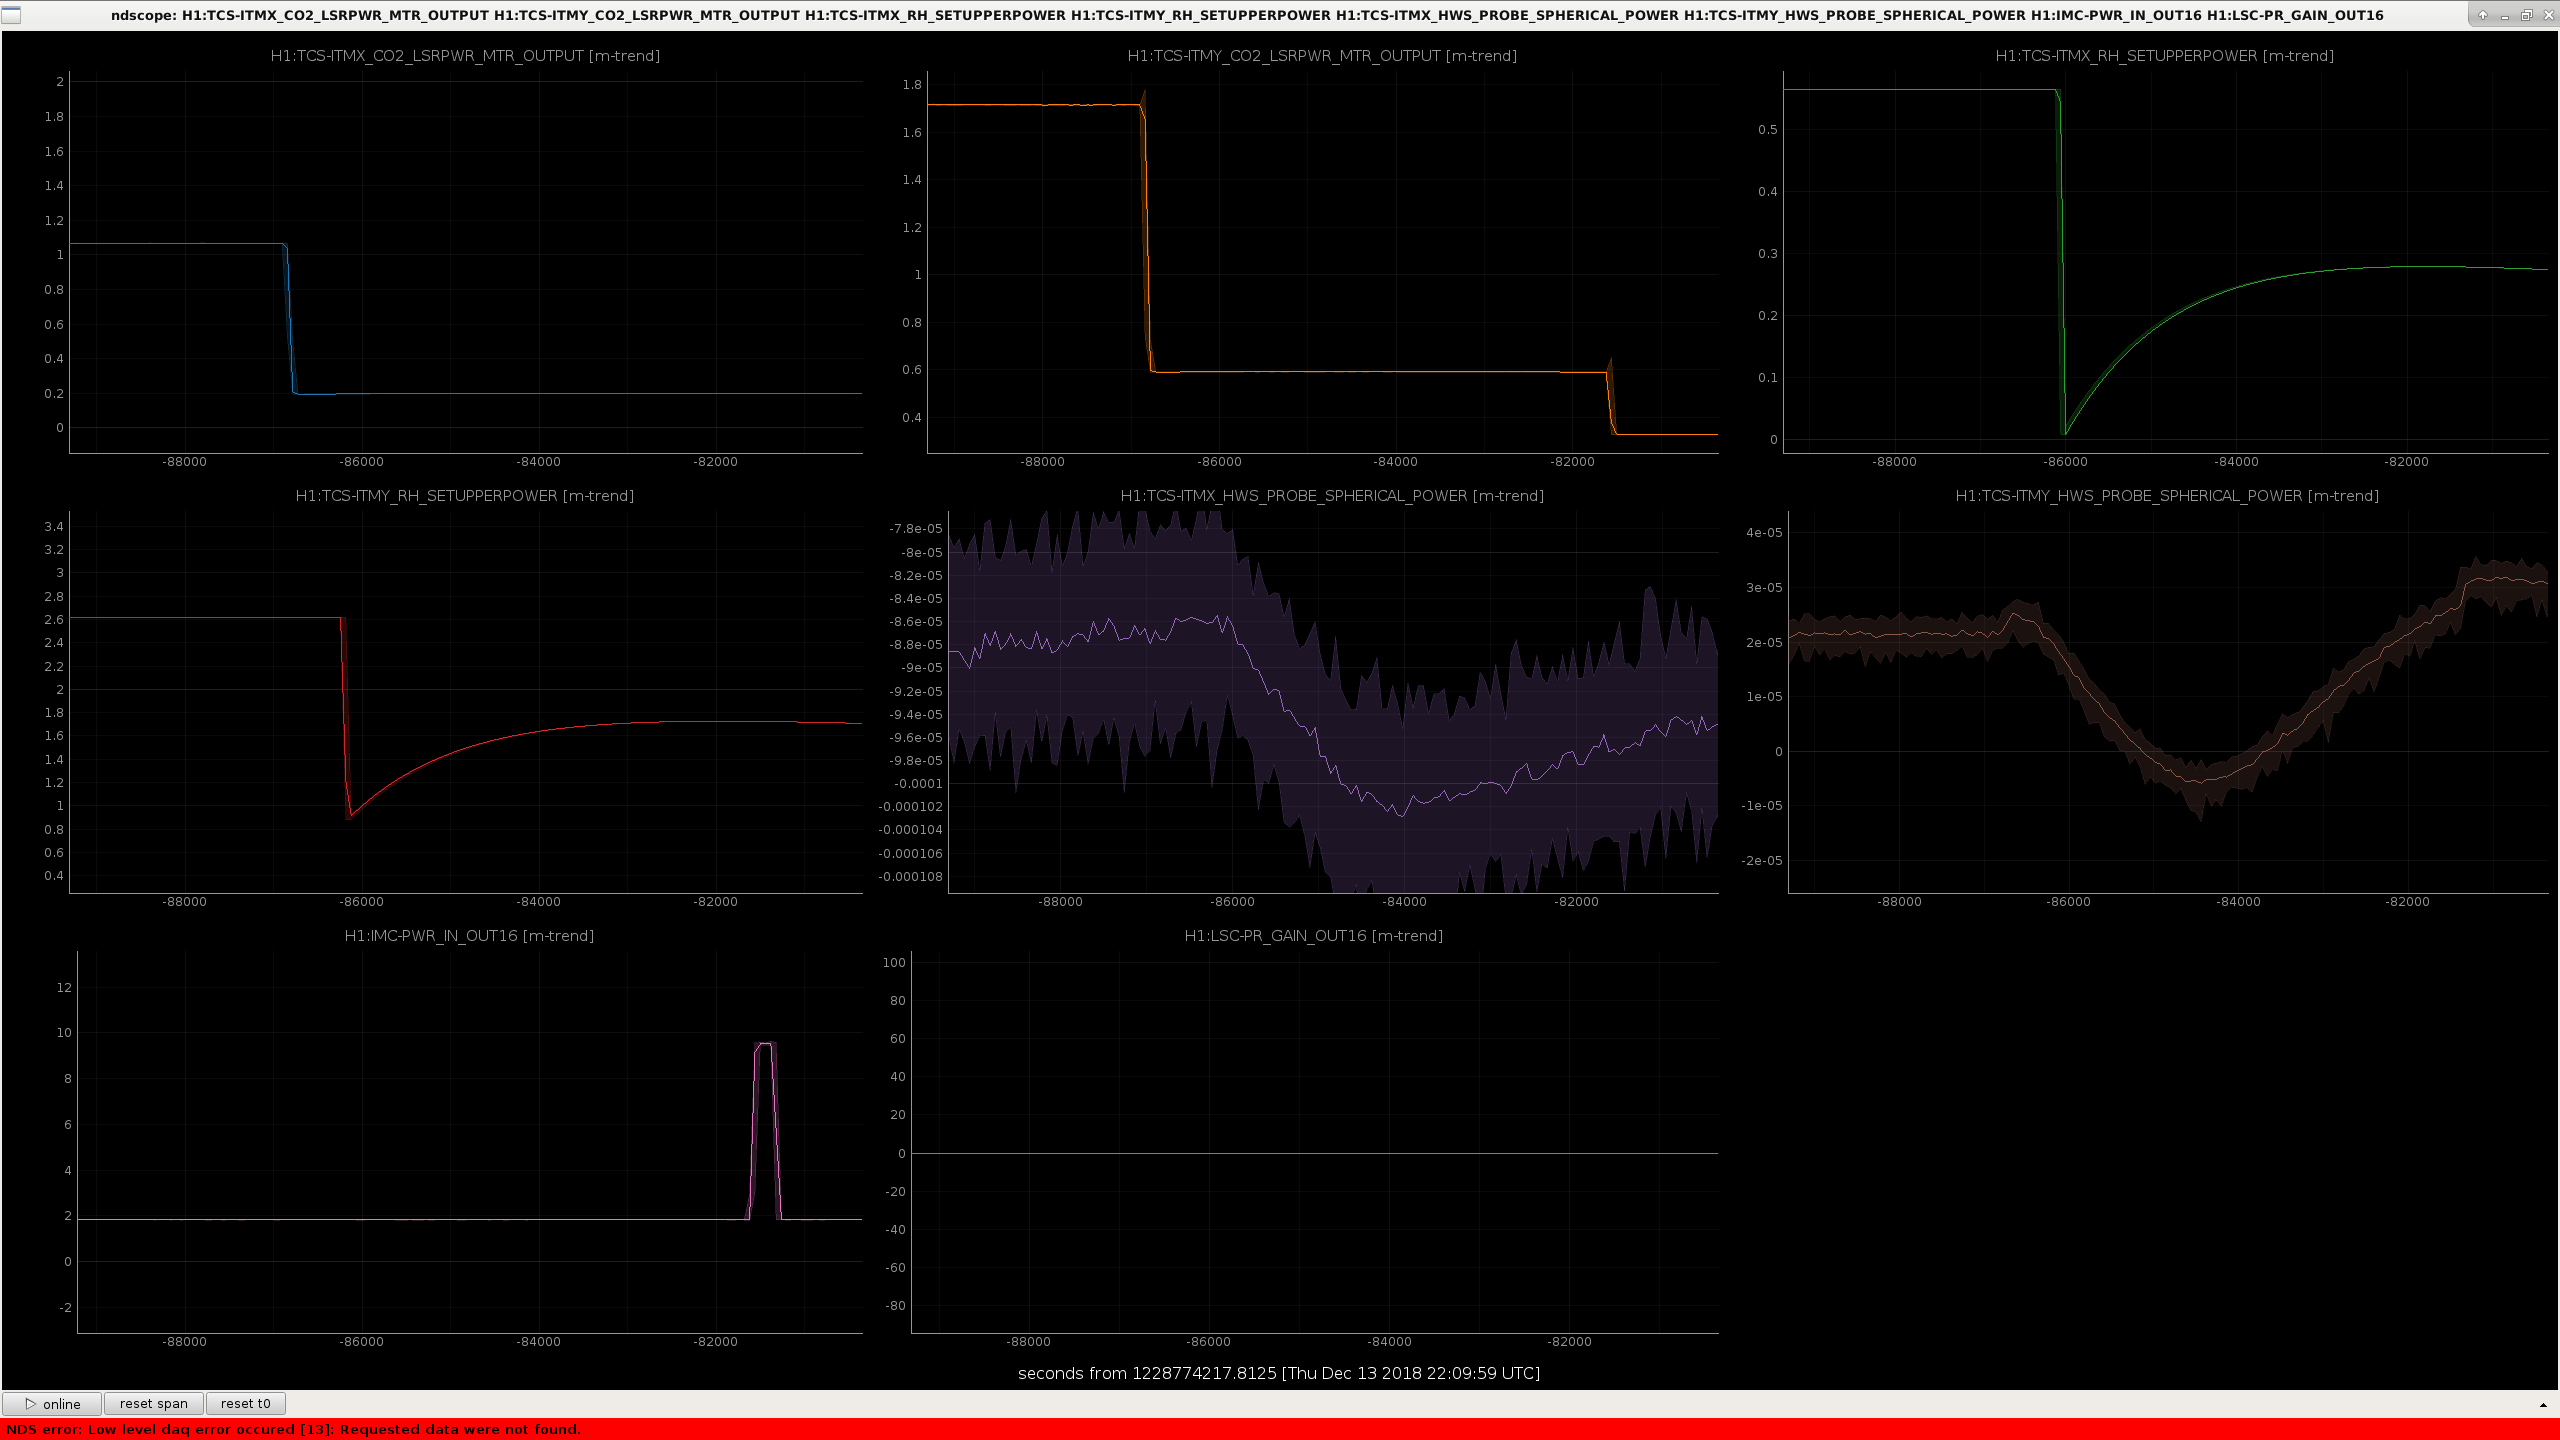 ndscope: H1:TCS-ITMX_CO2_LSRPWR_MTR_OUTPUT H1:TCS-ITMY_CO2_LSRPWR_MTR_OUTPUT H1:TCS-ITMX_RH_SETUPPERPOWER H1:TCS-ITMY_RH_SETUPPERPOWER H1:TCS-ITMX_HWS_PROBE_SPHERICAL_POWER H1:TCS-ITMY_HWS_PROBE_SPHERICAL_POWER H1:IMC-PWR_IN_OUT16 H1:LSC-PR_GAIN_OUT16
H1:TCS-ITMX_CO2_LSRPWR_MTR_OUTPUT [m-trend]
2
1.8
1.6
1.4
1.2
1
0.8
0.6
0.4
0.2
0
-88000 -86000 -84000 -82000
H1:TCS-ITMY_CO2_LSRPWR_MTR_OUTPUT [m-trend]
1.8
1.6
1.4
1.2
1
0.8
0.6
0.4
-88000 -86000 -84000 -82000
H1:TCS-ITMX_RH_SETUPPERPOWER [m-trend]
0.5
0.4
0.3
0.2
0.1
0
-88000 -86000 -84000 -82000
H1:TCS-ITMY_RH_SETUPPERPOWER [m-trend]
3.4
3.2
3
2.8
2.6
2.4
2.2
2
1.8
1.6
1.4
1.2
1
0.8
0.6
0.4
-88000 -86000 -84000 -82000
H1:TCS-ITMX_HWS_PROBE_SPHERICAL_POWER [m-trend]
-7.8e-05
-8e-05
-8.2e-05
-8.4e-05
-8.6e-05
-8.8e-05
-9e-05
-9.2e-05
-9.4e-05
-9.6e-05
-9.8e-05
-0.0001
-0.000102
-0.000104
-0.000106
-0.000108
-88000 -86000 -84000 -82000
H1:TCS-ITMY_HWS_PROBE_SPHERICAL_POWER [m-trend]
4e-05
3e-05
2e-05
1e-05
0
-1e-05
-2e-05
-88000 -86000 -84000 -82000
H1:IMC-PWR_IN_OUT16 [m-trend]
12
10
8
6
4
2
0
-2
-88000 -86000 -84000 -82000
H1:LSC-PR_GAIN_OUT16 [m-trend]
100
80
60
40
20
0
-20
-40
-60
-80
-88000 -86000 -84000 -82000
seconds from 1228774217.8125 [Thu Dec 13 2018 22:09:59 UTC]
online reset span reset t0
NDS error: Low level daq error occured [13]: Requested data were not found.